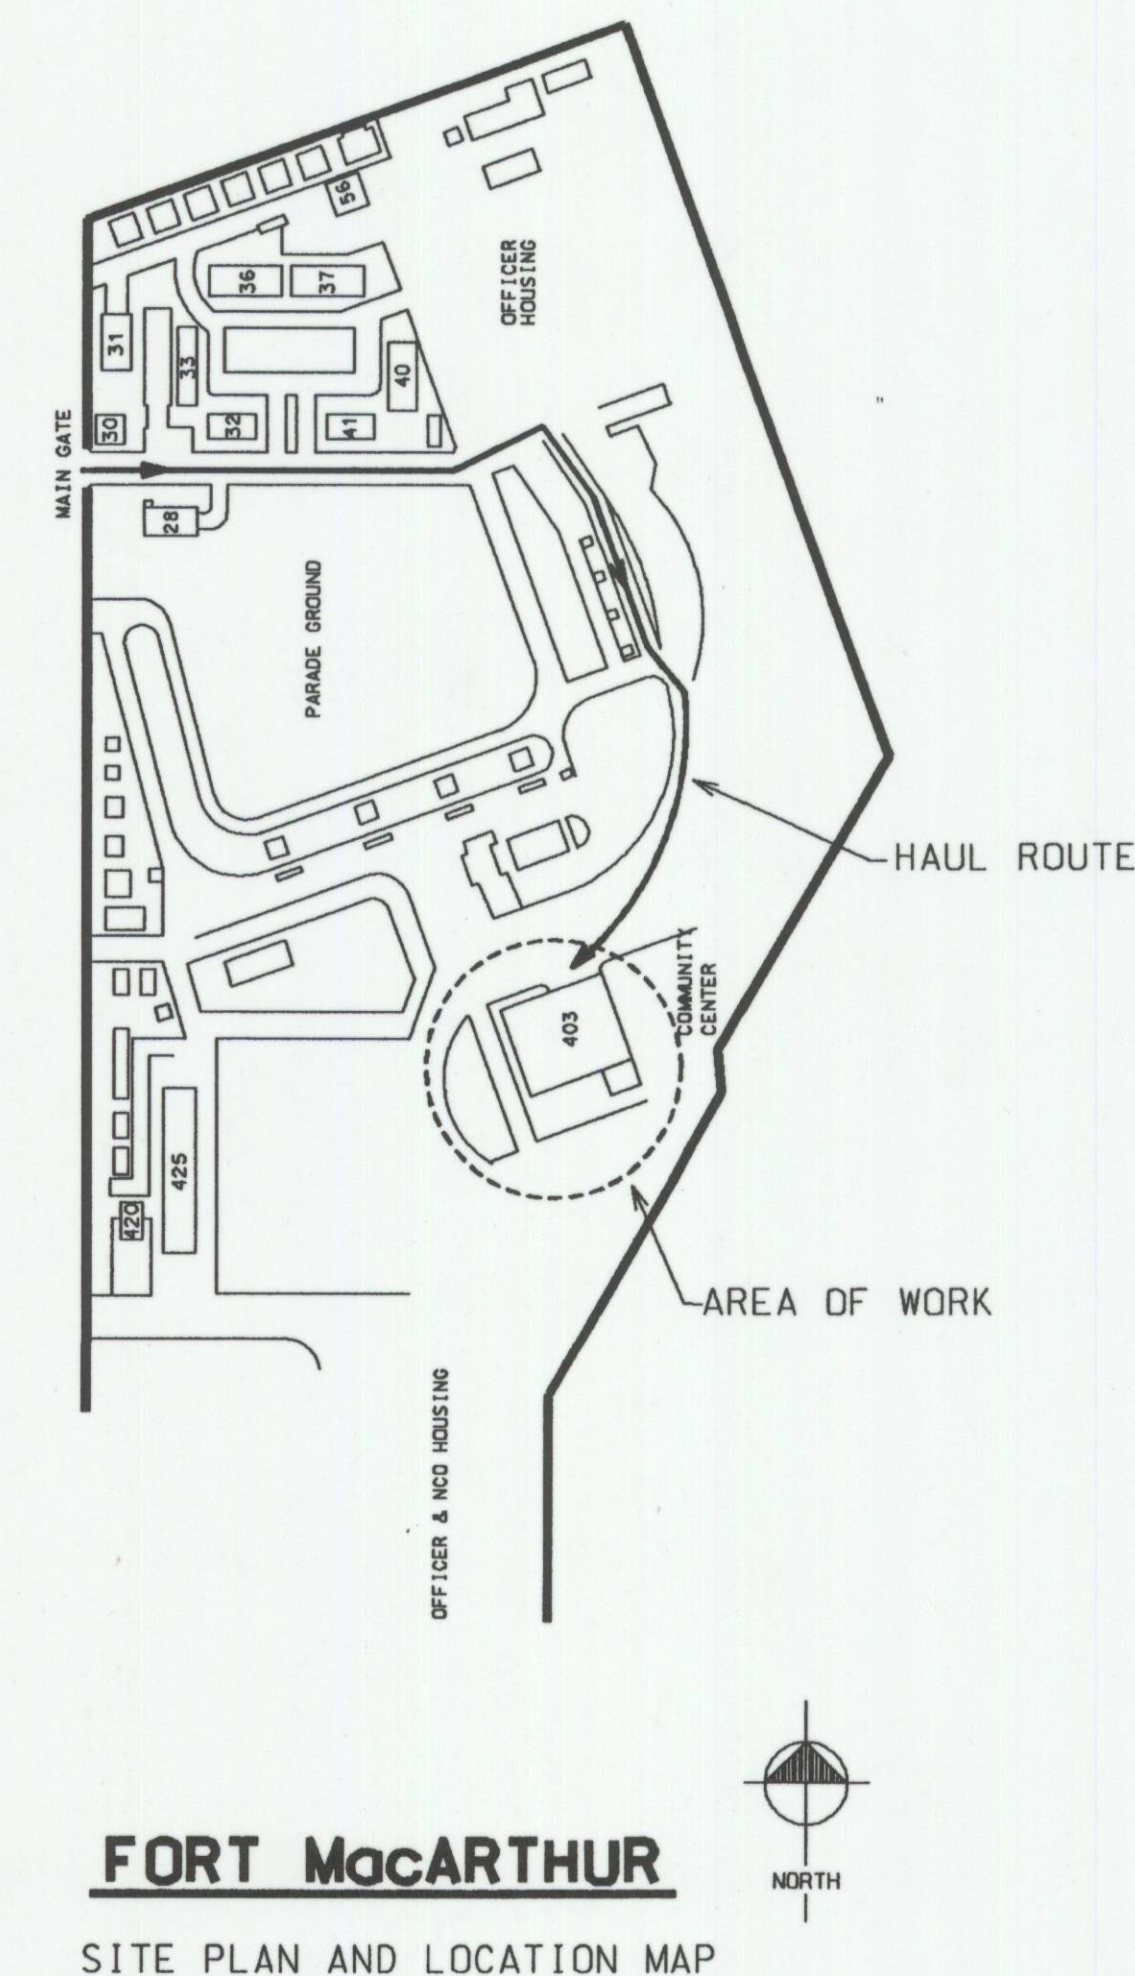 56
36
37
OFFICER
HOUSING
31
33
40
30
32
41
MAIN GATE
28
PARADE GROUND
HAUL ROUTE
COMMUNITY
CENTER
403
425
420
AREA OF WORK
OFFICER & NCO HOUSING
NORTH
FORT MacARTHUR
SITE PLAN AND LOCATION MAP